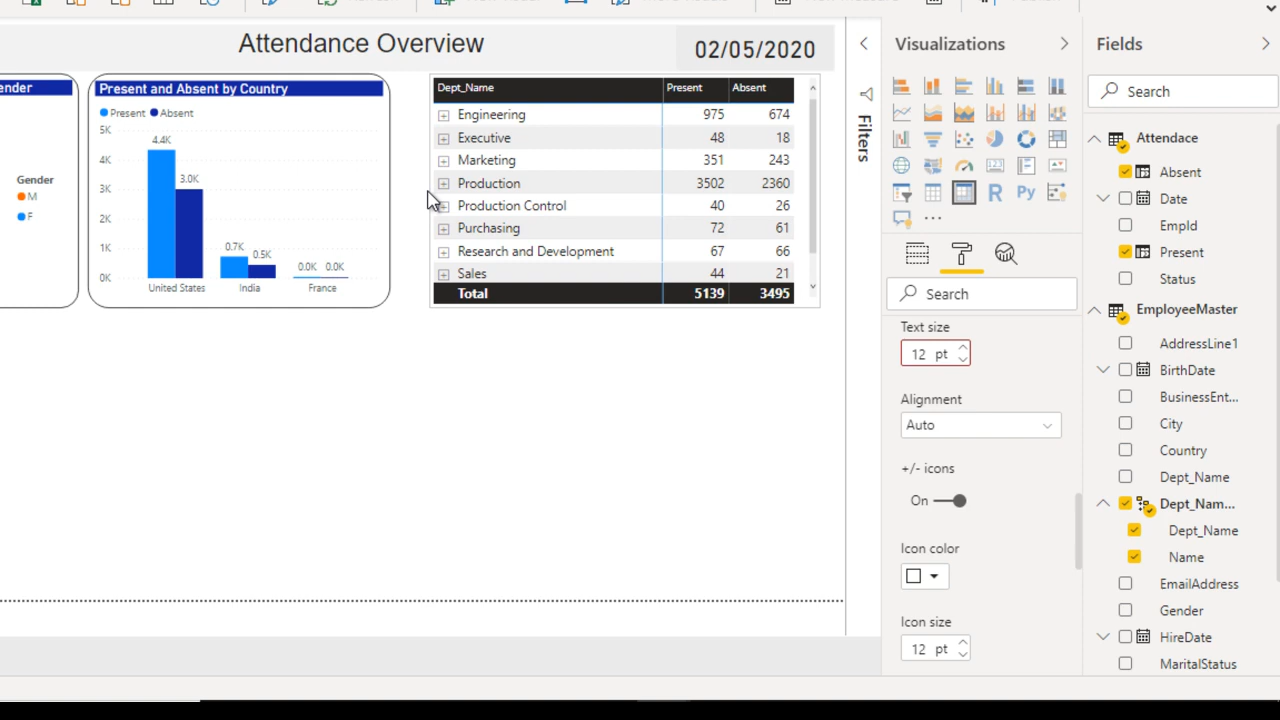 Attendance Overview
02/05/2020
ender
Gender
M
F
Present and Absent by Country
Present Absent
5K
4K
3K
2K
1K
0K
4.4K
3.0K
0.7K
0.5K
0.0K 0.0K
United States India France
Dept_Name Present Absent
Engineering 975 674
Executive 48 18
Marketing 351 243
Production 3502 2360
Production Control 40 26
Purchasing 72 61
Research and Development 67 66
Sales 44 21
Total 5139 3495
Filters
Visualizations
R
Py
Search
Text size
12 pt
Alignment
Auto
+/- icons
On
Icon color
Icon size
12 pt
Fields
Search
Attendace
Absent
Date
EmpId
Present
Status
EmployeeMaster
AddressLine1
BirthDate
BusinessEnt...
City
Country
Dept_Name
Dept_Nam...
Dept_Name
Name
EmailAddress
Gender
HireDate
MaritalStatus